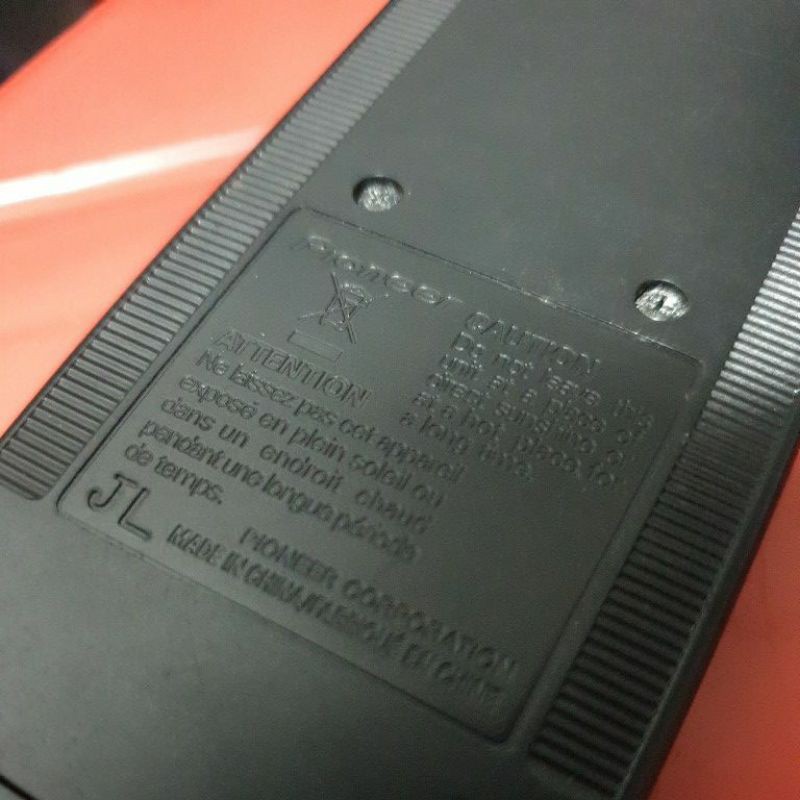 Pioneer
CAUTION
Do not leave this
unit at a place of
direct sunshine or
at a hot place for
a long time.
ATTENTION
Ne laissez pas cet appareil
exposé en plein soleil ou
dans un endroit chaud
pendant une longue période
de temps.
JL
PIONEER CORPORATION
MADE IN CHINA/FABRIQUÉ EN CHINE